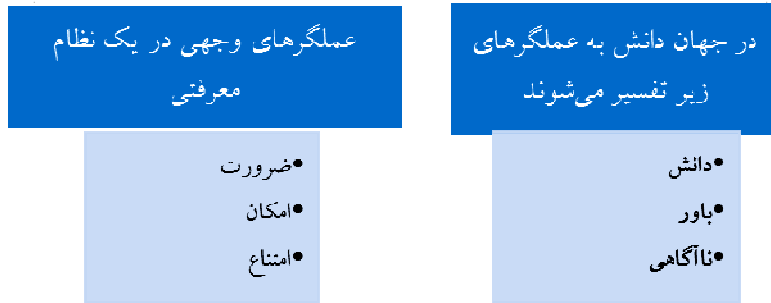 در جهان دانش به عملگرهای
زیر تفسیر می‌شوند
•دانش
•باور
•ناآگاهی
عملگرهای وجهی در یک نظام
معرفتی
•ضرورت
•امکان
•امتناع